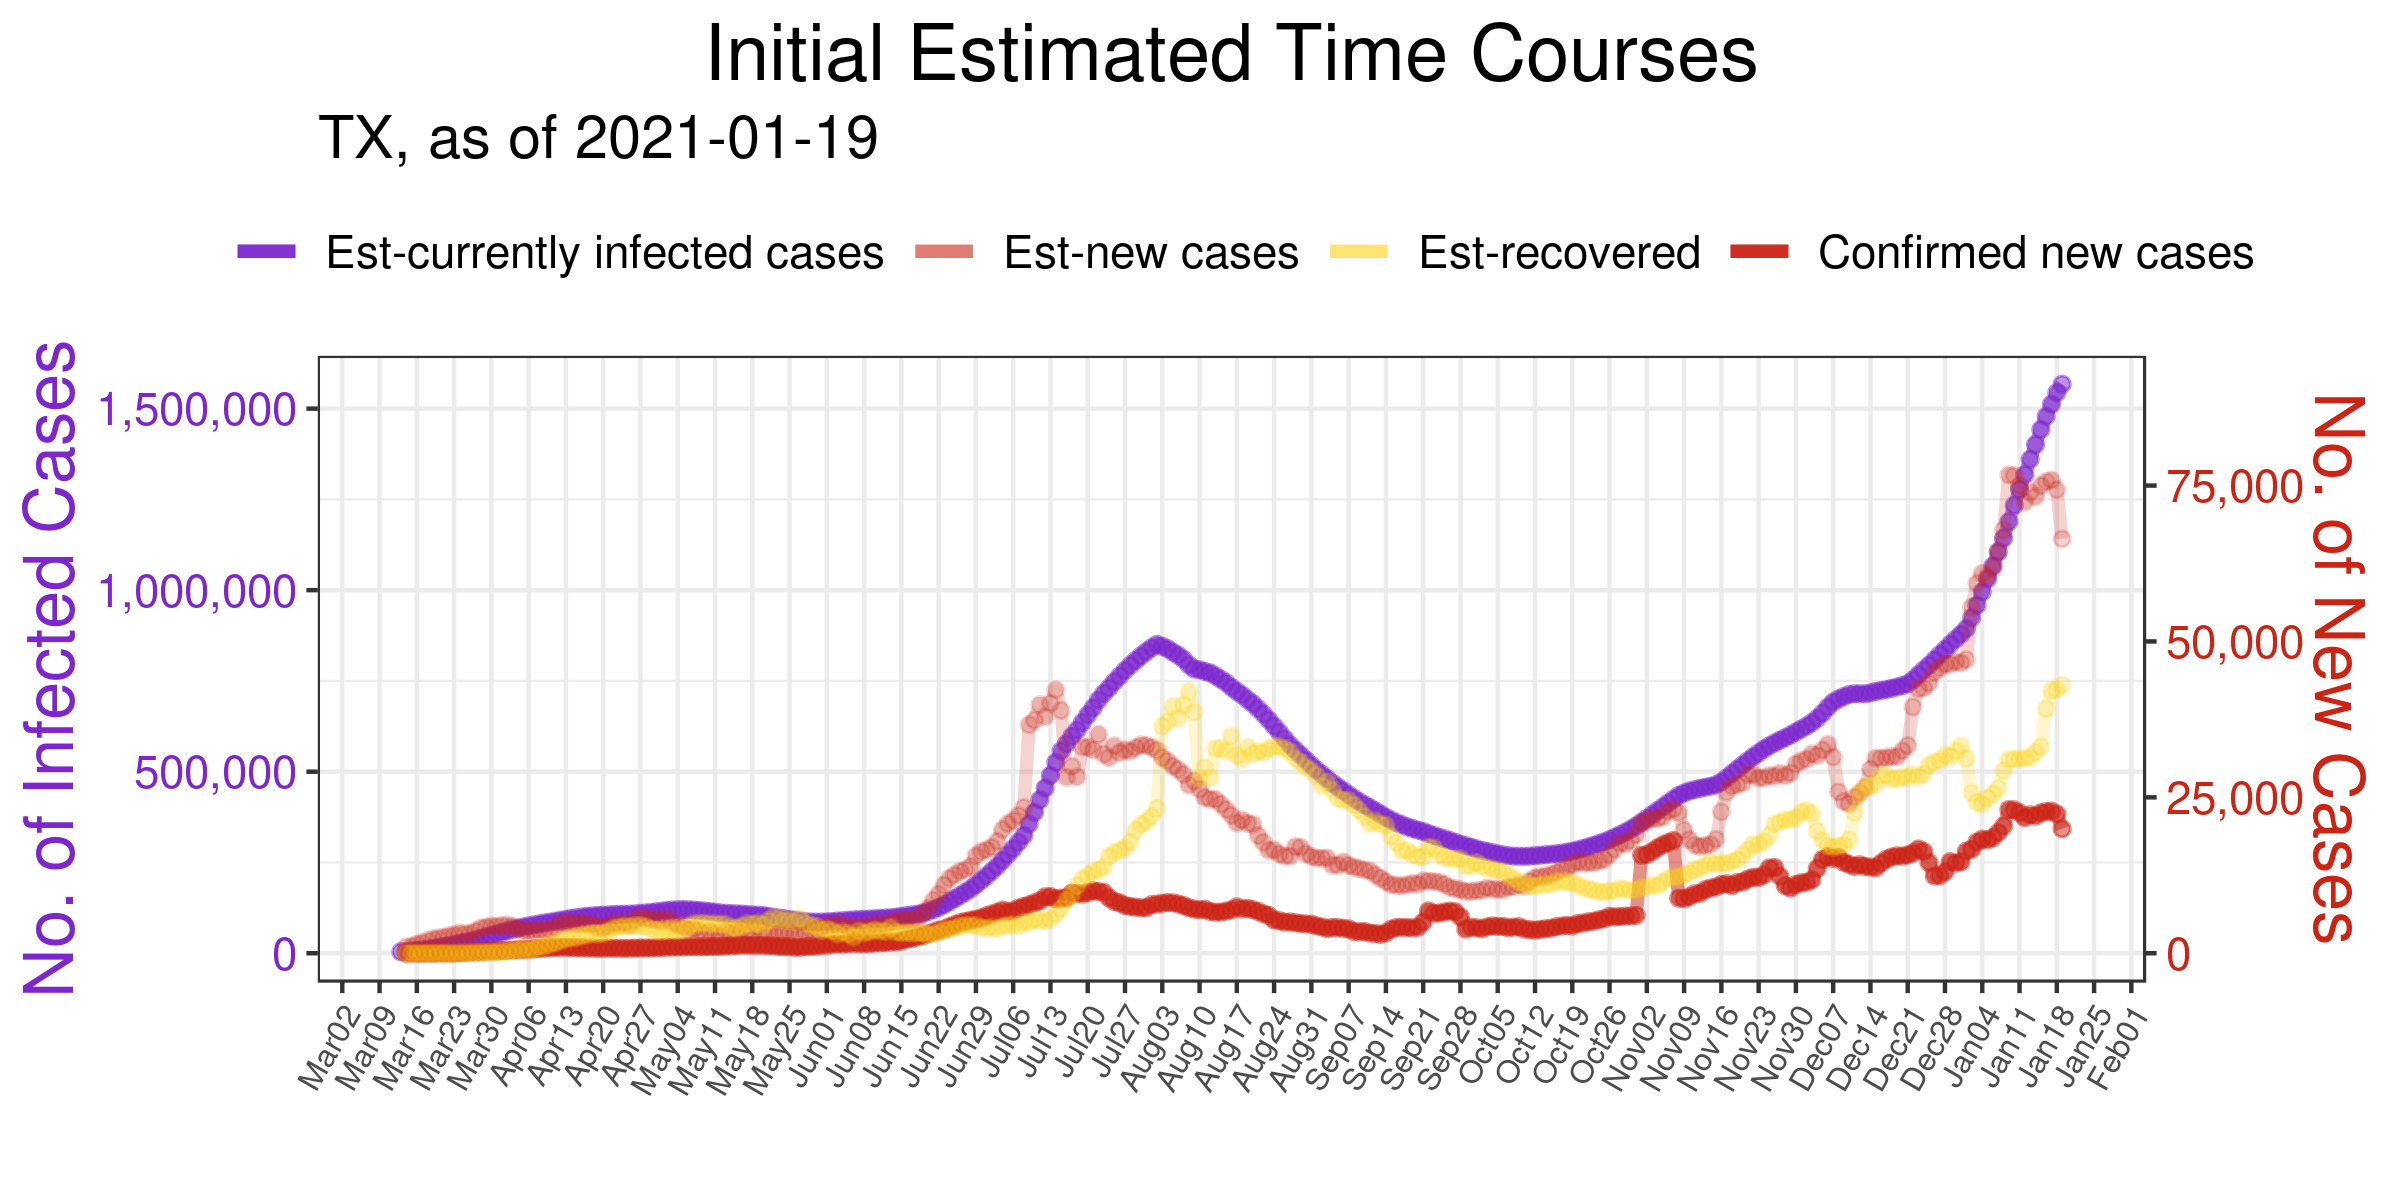 Initial Estimated Time Courses
TX, as of 2021-01-19
Est-currently infected cases Est-new cases Est-recovered Confirmed new cases
No. of Infected Cases
1,500,000
1,000,000
500,000
0
75,000
50,000
25,000
0
No. of New Cases
Mar02 Mar09 Mar16 Mar23 Mar30 Apr06 Apr13 Apr20 Apr27 May04 May11 May18 May25 Jun01 Jun08 Jun15 Jun22 Jun29 Jul06 Jul13 Jul20 Jul27 Aug03 Aug10 Aug17 Aug24 Aug31 Sep07 Sep14 Sep21 Sep28 Oct05 Oct12 Oct19 Oct26 Nov02 Nov09 Nov16 Nov23 Nov30 Dec07 Dec14 Dec21 Dec28 Jan04 Jan11 Jan18 Jan25 Feb01